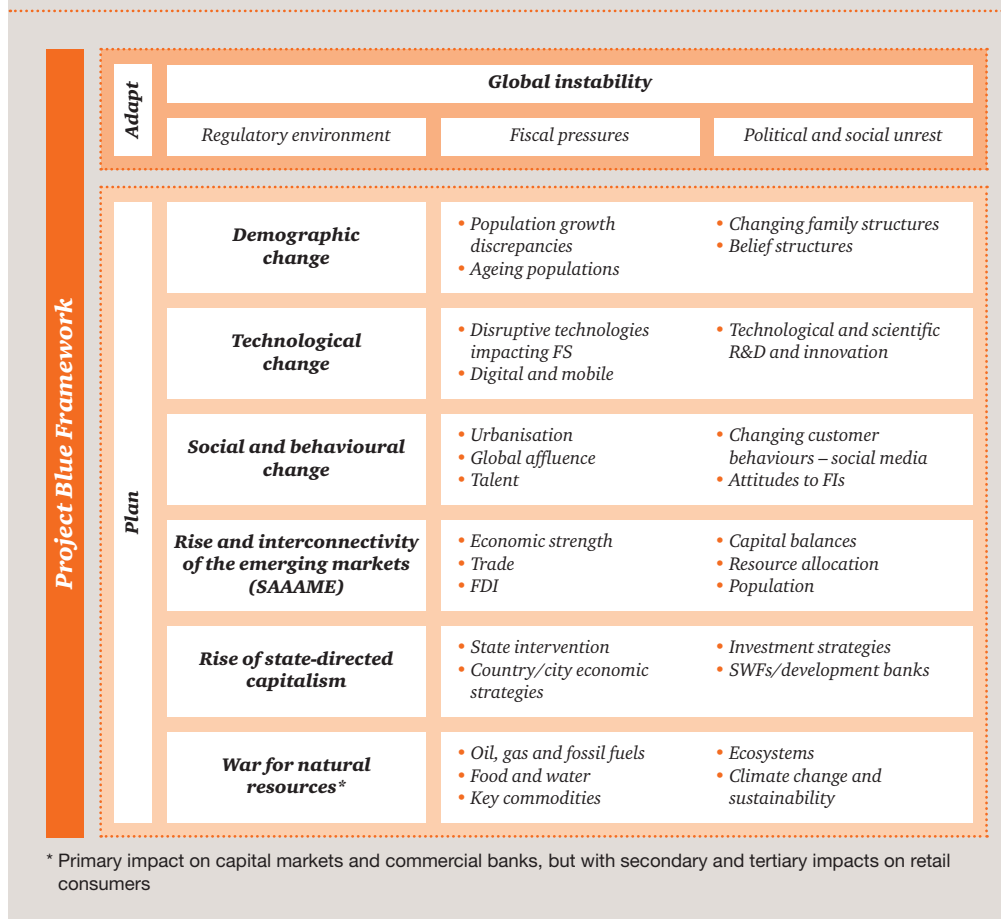 Project Blue Framework
Adapt
Global instability
Regulatory environment
Fiscal pressures
Political and social unrest
Plan
Demographic
change
• Population growth
discrepancies
• Ageing populations
• Changing family structures
• Belief structures
Technological
change
• Disruptive technologies
impacting FS
• Digital and mobile
• Technological and scientific
R&D and innovation
Social and behavioural
change
• Urbanisation
• Global affluence
• Talent
• Changing customer
behaviours – social media
• Attitudes to FIs
Rise and interconnectivity
of the emerging markets
(SAAAME)
• Economic strength
• Trade
• FDI
• Capital balances
• Resource allocation
• Population
Rise of state-directed
capitalism
• State intervention
• Country/city economic
strategies
• Investment strategies
• SWFs/development banks
War for natural
resources*
• Oil, gas and fossil fuels
• Food and water
• Key commodities
• Ecosystems
• Climate change and
sustainability
* Primary impact on capital markets and commercial banks, but with secondary and tertiary impacts on retail
consumers